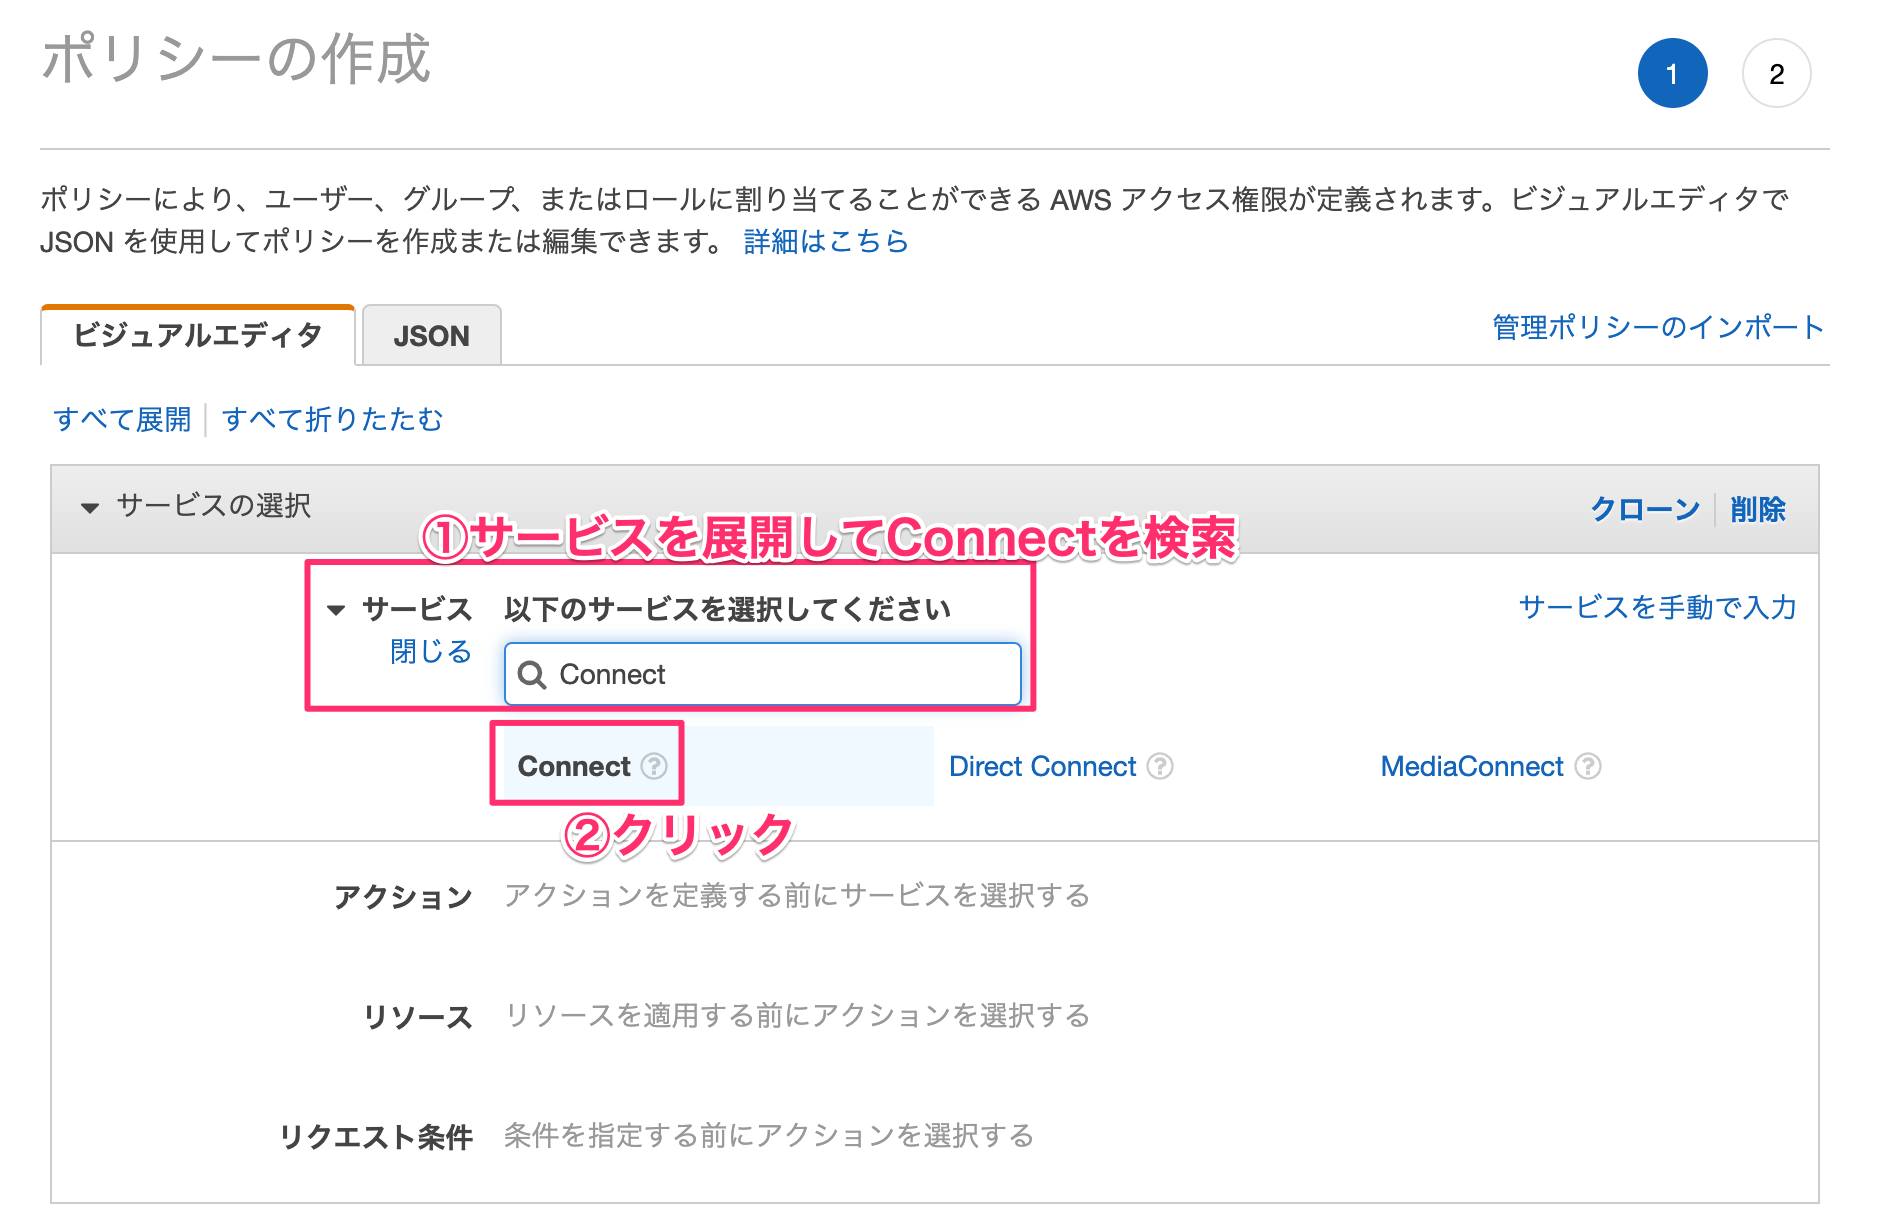 ポリシーの作成
1
2
ポリシーにより、ユーザー、グループ、またはロールに割り当てることができる AWS アクセス権限が定義されます。ビジュアルエディタで
JSON を使用してポリシーを作成または編集できます。 詳細はこちら
ビジュアルエディタ
JSON
管理ポリシーのインポート
すべて展開
すべて折りたたむ
サービスの選択
クローン
削除
①サービスを展開してConnectを検索
サービス
以下のサービスを選択してください
サービスを手動で入力
閉じる
Connect
Connect ?
Direct Connect ?
MediaConnect ?
②クリック
アクション
アクションを定義する前にサービスを選択する
リソース
リソースを適用する前にアクションを選択する
リクエスト条件
条件を指定する前にアクションを選択する